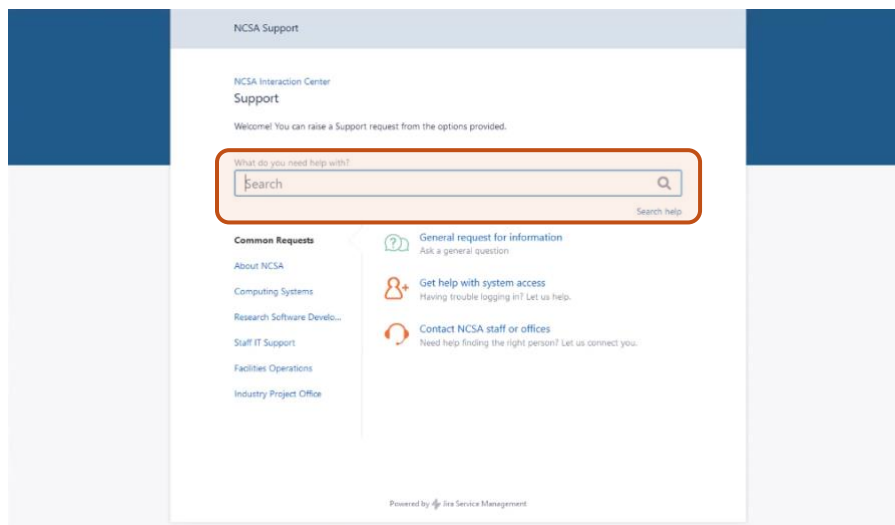 NCSA Support
NCSA Interaction Center
Support
Welcome! You can raise a Support request from the options provided.
What do you need help with?
Search
Search help
Common Requests
About NCSA
Computing Systems
Research Software Develo...
Staff IT Support
Facilities Operations
Industry Project Office
General request for information
Ask a general question
Get help with system access
Having trouble logging in? Let us help.
Contact NCSA staff or offices
Need help finding the right person? Let us connect you.
Powered by Jira Service Management